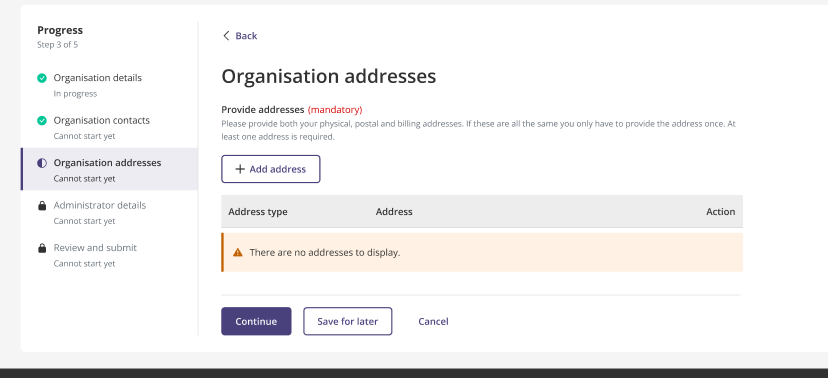 Progress
Step 3 of 5
Organisation details
In progress
Organisation contacts
Cannot start yet
Organisation addresses
Cannot start yet
Administrator details
Cannot start yet
Review and submit
Cannot start yet
Back
Organisation addresses
Provide addresses (mandatory)
Please provide both your physical, postal and billing addresses. If these are all the same you only have to provide the address once. At
least one address is required.
+ Add address
Address type Address Action
There are no addresses to display.
Continue Save for later Cancel